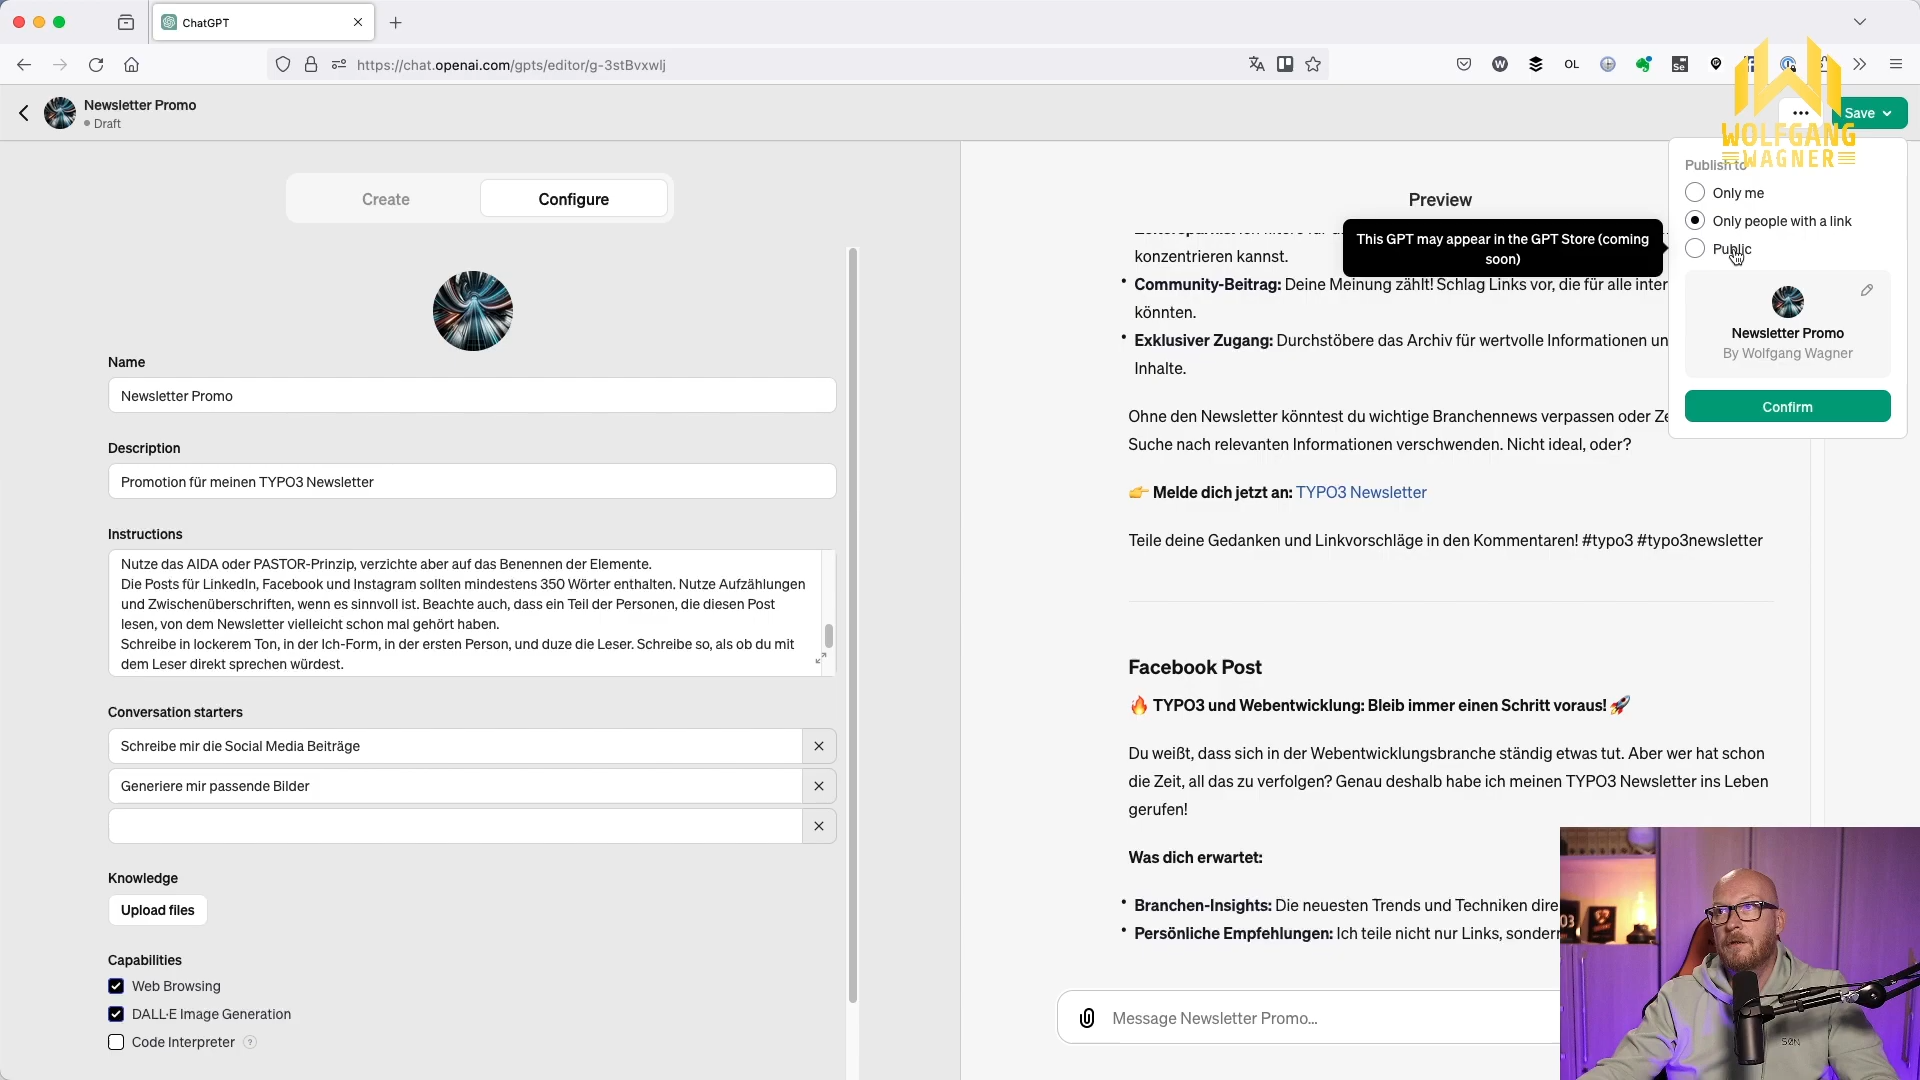 ChatGPT
https://chat.openai.com/gpts/editor/g-3stBvxwlj
OL
Se
Newsletter Promo
Draft
Save
WOLFGANG
WAGNER
Create
Configure
Name
Newsletter Promo
Description
Promotion für meinen TYPO3 Newsletter
Instructions
Nutze das AIDA oder PASTOR-Prinzip, verzichte aber auf das Benennen der Elemente.
Die Posts für LinkedIn, Facebook und Instagram sollten mindestens 350 Wörter enthalten. Nutze Aufzählungen
und Zwischenüberschriften, wenn es sinnvoll ist. Beachte auch, dass ein Teil der Personen, die diesen Post
lesen, von dem Newsletter vielleicht schon mal gehört haben.
Schreibe in lockerem Ton, in der Ich-Form, in der ersten Person, und duze die Leser. Schreibe so, als ob du mit
dem Leser direkt sprechen würdest.
Conversation starters
Schreibe mir die Social Media Beiträge
Generiere mir passende Bilder
Knowledge
Upload files
Capabilities
Web Browsing
DALL·E Image Generation
Code Interpreter ?
Preview
konzentrieren kannst.
• Community-Beitrag: Deine Meinung zählt! Schlag Links vor, die für alle inter
könnten.
• Exklusiver Zugang: Durchstöbere das Archiv für wertvolle Informationen un
Inhalte.
Ohne den Newsletter könntest du wichtige Branchennews verpassen oder Ze
Suche nach relevanten Informationen verschwenden. Nicht ideal, oder?
👉 Melde dich jetzt an: TYPO3 Newsletter
Teile deine Gedanken und Linkvorschläge in den Kommentaren! #typo3 #typo3newsletter
Facebook Post
🔥 TYPO3 und Webentwicklung: Bleib immer einen Schritt voraus! 🚀
Du weißt, dass sich in der Webentwicklungsbranche ständig etwas tut. Aber wer hat schon
die Zeit, all das zu verfolgen? Genau deshalb habe ich meinen TYPO3 Newsletter ins Leben
gerufen!
Was dich erwartet:
• Branchen-Insights: Die neuesten Trends und Techniken dire
• Persönliche Empfehlungen: Ich teile nicht nur Links, sondern
Message Newsletter Promo...
This GPT may appear in the GPT Store (coming
soon)
Publish to
Only me
Only people with a link
Public
Newsletter Promo
By Wolfgang Wagner
Confirm